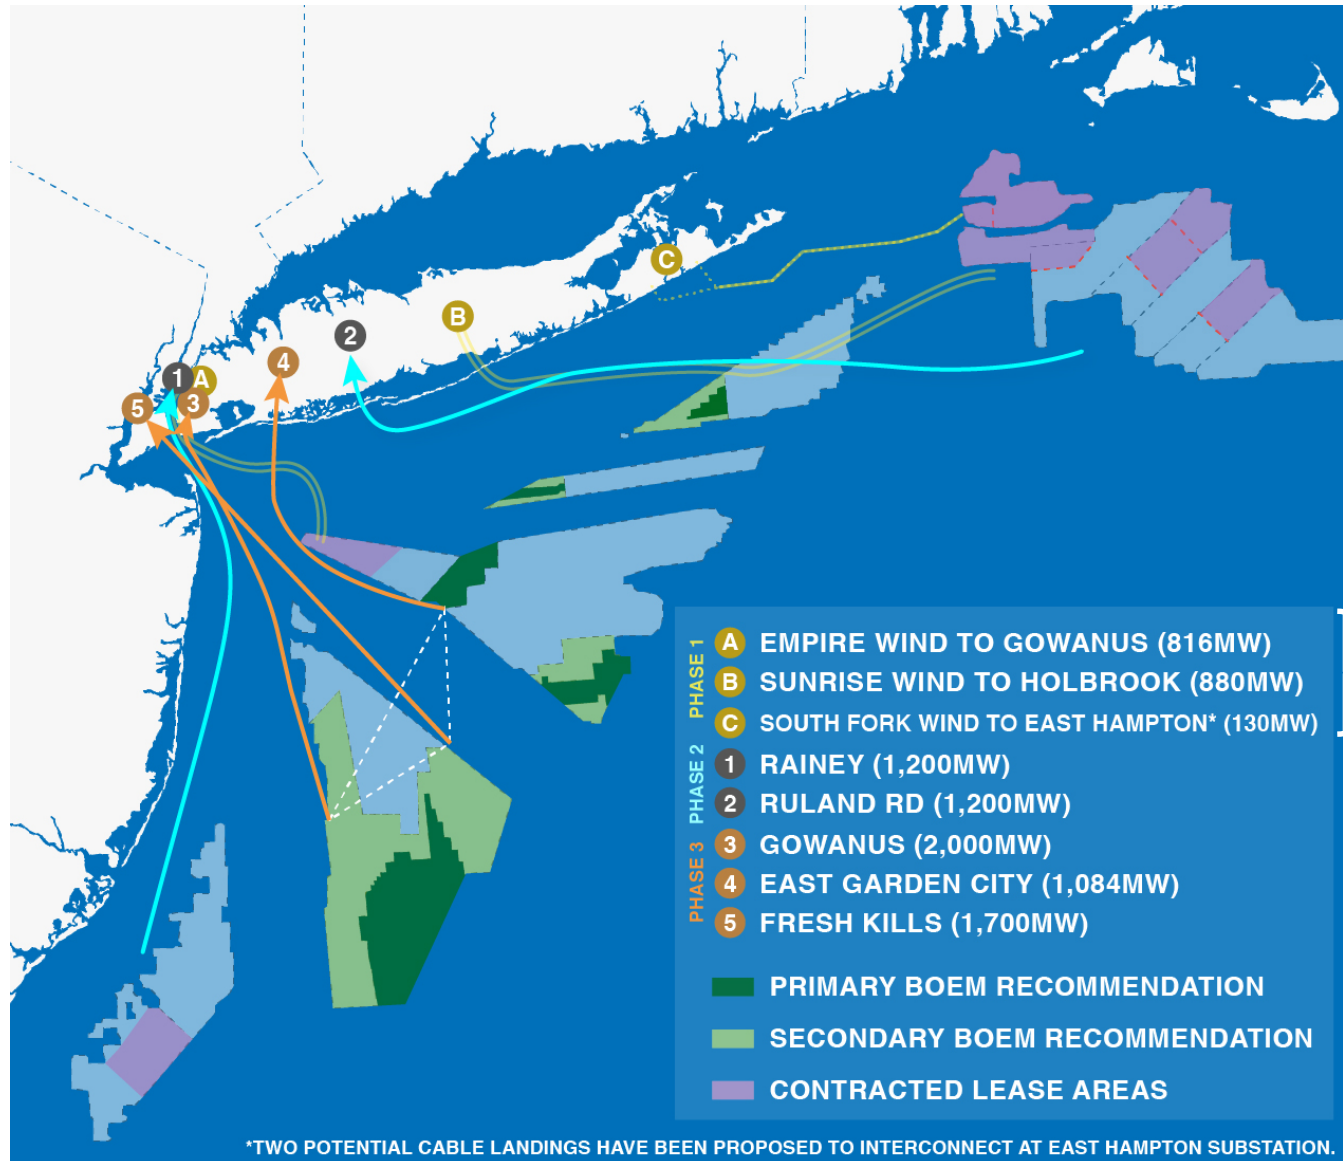 C
B
2
4
1
A
3
5
PHASE 1
A EMPIRE WIND TO GOWANUS (816MW)
B SUNRISE WIND TO HOLBROOK (880MW)
C SOUTH FORK WIND TO EAST HAMPTON* (130MW)
PHASE 2
1 RAINEY (1,200MW)
2 RULAND RD (1,200MW)
PHASE 3
3 GOWANUS (2,000MW)
4 EAST GARDEN CITY (1,084MW)
5 FRESH KILLS (1,700MW)
PRIMARY BOEM RECOMMENDATION
SECONDARY BOEM RECOMMENDATION
CONTRACTED LEASE AREAS
*TWO POTENTIAL CABLE LANDINGS HAVE BEEN PROPOSED TO INTERCONNECT AT EAST HAMPTON SUBSTATION.